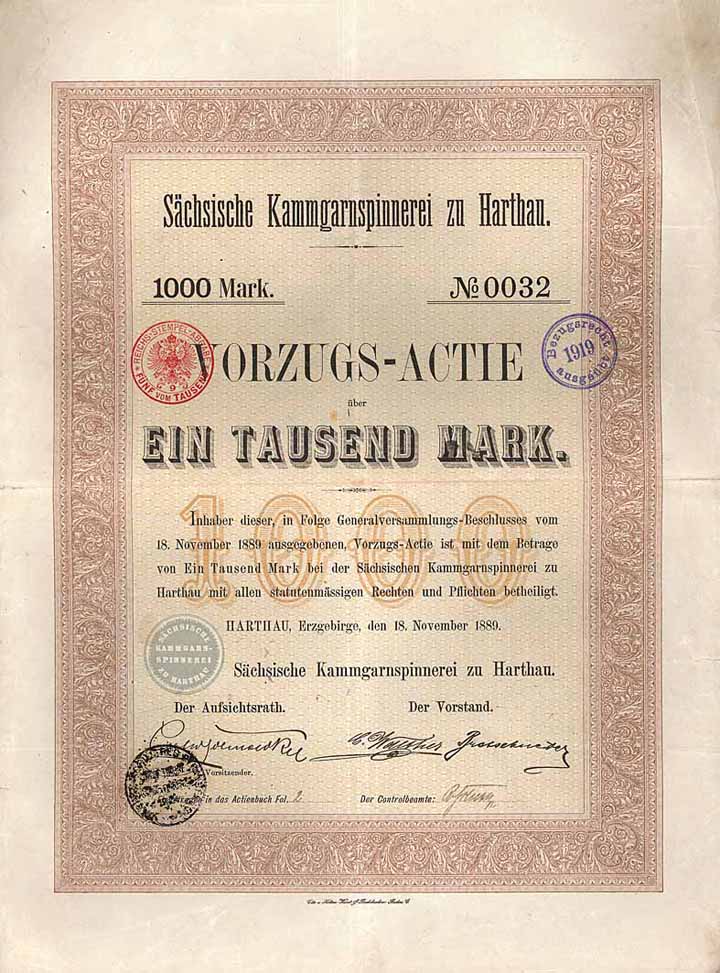 Sächsische Kammgarnspinnerei zu Harthau.
1000 Mark. № 0032
REICHS-STEMPEL-ABGABE
FÜNF VOM TAUSEND
Bezugsrecht
1919
ausgeübt
VORZUGS-ACTIE
über
EIN TAUSEND MARK.
1000
Inhaber dieser, in Folge Generalversammlungs-Beschlusses vom
18. November 1889 ausgegebenen, Vorzugs-Actie ist mit dem Betrage
von Ein Tausend Mark bei der Sächsischen Kammgarnspinnerei zu
Harthau mit allen statutenmässigen Rechten und Pflichten betheiligt.
HARTHAU, Erzgebirge, den 18. November 1889.
SÄCHSISCHE
KAMMGARN-
SPINNEREI
ZU HARTHAU
Sächsische Kammgarnspinnerei zu Harthau.
Der Aufsichtsrath. Der Vorstand.
C. Walther
Vorsitzender.
in das Actienbuch Fol. 2 Der Controlbeamte: